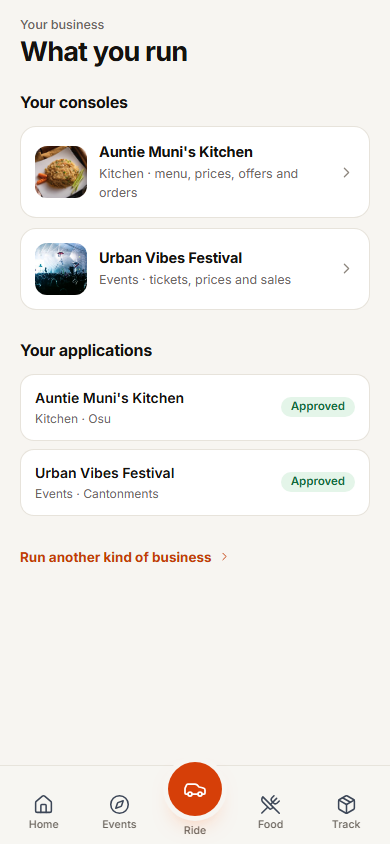 Your business
What you run
Your consoles
Auntie Muni's Kitchen
Kitchen · menu, prices, offers and
orders
Urban Vibes Festival
Events · tickets, prices and sales
Your applications
Auntie Muni's Kitchen
Kitchen · Osu
Approved
Urban Vibes Festival
Events · Cantonments
Approved
Run another kind of business
Home
Events
Ride
Food
Track